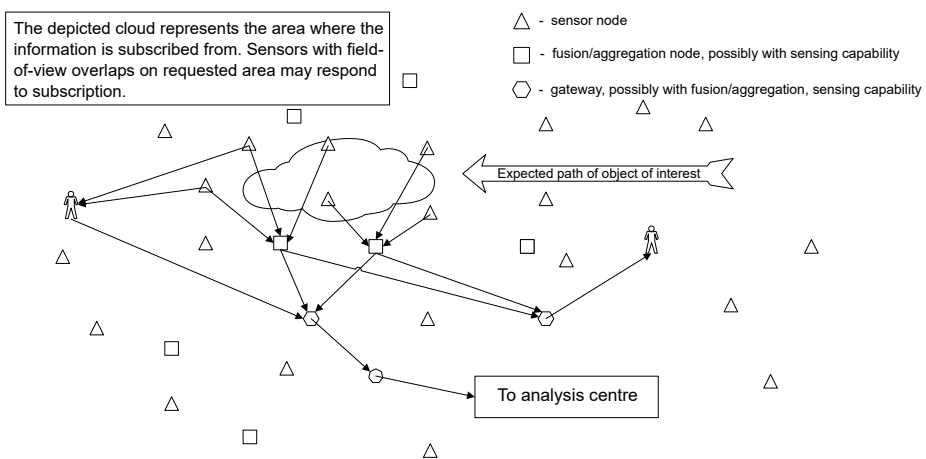 The depicted cloud represents the area where the
information is subscribed from. Sensors with field-
of-view overlaps on requested area may respond
to subscription.
- sensor node
- fusion/aggregation node, possibly with sensing capability
- gateway, possibly with fusion/aggregation, sensing capability
Expected path of object of interest
To analysis centre